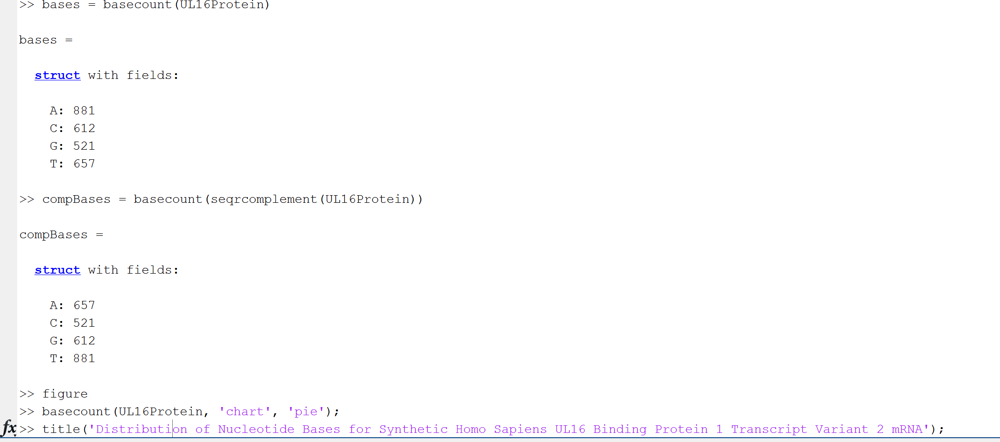 >> bases = basecount(UL16Protein)
bases =
struct with fields:
A: 881
C: 612
G: 521
T: 657
>> compBases = basecount(seqrcomplement(UL16Protein))
compBases =
struct with fields:
A: 657
C: 521
G: 612
T: 881
>> figure
>> basecount(UL16Protein, 'chart', 'pie');
fx >> title('Distribution of Nucleotide Bases for Synthetic Homo Sapiens UL16 Binding Protein 1 Transcript Variant 2 mRNA');